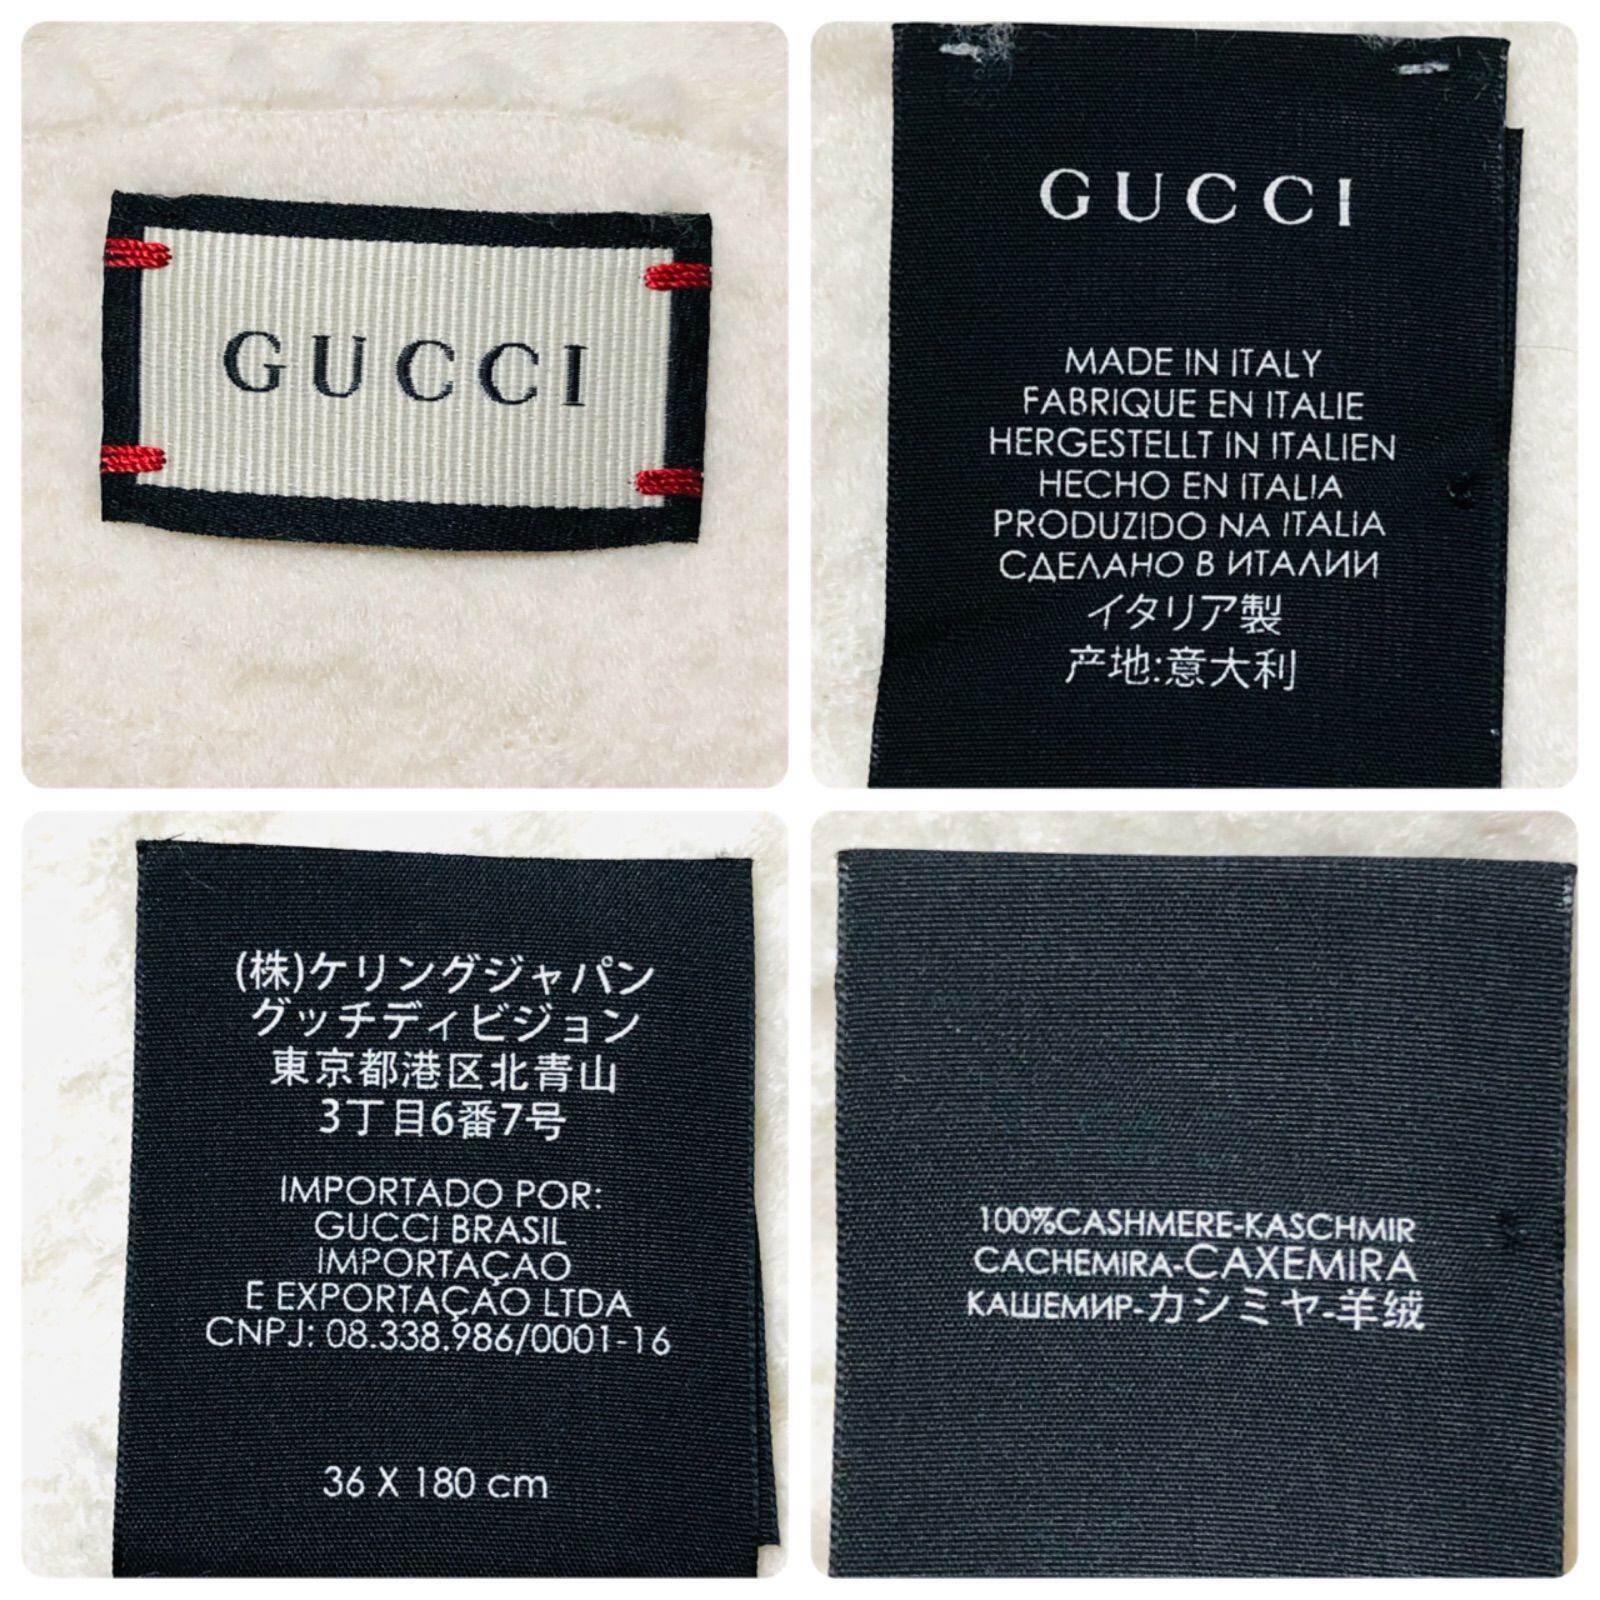 GUCCI
GUCCI
MADE IN ITALY
FABRIQUE EN ITALIE
HERGESTELLT IN ITALIEN
HECHO EN ITALIA
PRODUZIDO NA ITALIA
СДЕЛАНО В ИТАЛИИ
イタリア製
产地:意大利
(株)ケリングジャパン
グッチディビジョン
東京都港区北青山
3丁目6番7号
IMPORTADO POR:
GUCCI BRASIL
IMPORTAÇAO
E EXPORTAÇAO LTDA
CNPJ: 08.338.986/0001-16
36 X 180 cm
100%CASHMERE-KASCHMIR
CACHEMIRA-CAXEMIRA
КАШЕМИР-カシミヤ-羊绒